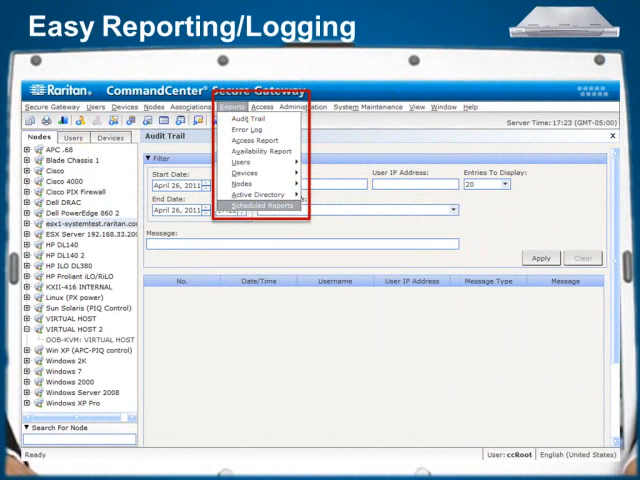 Easy Reporting/Logging
Raritan. CommandCenter® Secure Gateway
Secure Gateway Users Devices Nodes Associations Reports Access Administration System Maintenance View Window Help
Server Time: 17:23 (GMT-05:00)
Nodes Users Devices
Audit Trail x
Audit Trail
Error Log
Access Report
Availability Report
Users
Devices
Nodes
Active Directory
Scheduled Reports
Filter
Start Date:
User IP Address:
Entries To Display:
April 26, 2011
20
End Date:
April 26, 2011
Message:
Apply Clear
No. Date/Time Username User IP Address Message Type Message
APC .68
Blade Chassis 1
Cisco
Cisco 4000
Cisco PIX Firewall
Dell DRAC
Dell PowerEdge 860 2
esx1-systemtest.raritan.co
ESX Server 192.168.33.20
HP DL140
HP DL140 2
HP ILO DL380
HP Proliant iLO/RiLO
KXII-416 INTERNAL
Linux (PX power)
Sun Solaris (PIQ Control)
VIRTUAL HOST
VIRTUAL HOST 2
OOB-KVM: VIRTUAL HOST
Win XP (APC-PIQ control)
Windows 2K
Windows 7
Windows 2000
Windows Server 2008
Windows XP Pro
Search For Node
Ready
User: ccRoot English (United States)